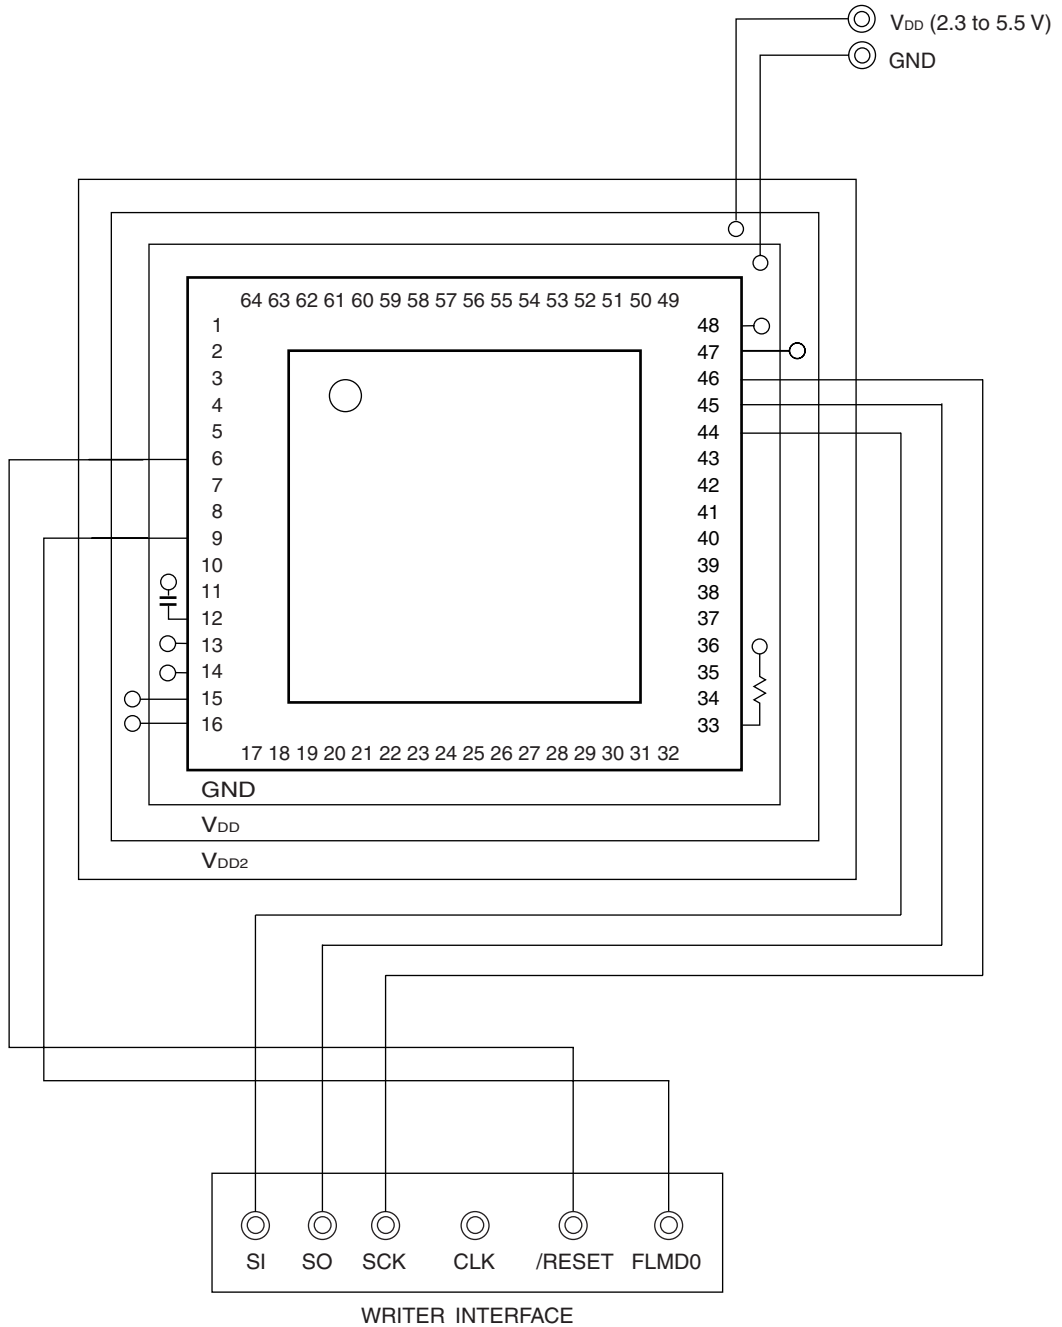 VDD (2.3 to 5.5 V)
GND
64 63 62 61 60 59 58 57 56 55 54 53 52 51 50 49
1 48
2 47
3 46
4 45
5 44
6 43
7 42
8 41
9 40
10 39
11 38
12 37
13 36
14 35
15 34
16 33
17 18 19 20 21 22 23 24 25 26 27 28 29 30 31 32
GND
VDD
VDD2
SI SO SCK CLK /RESET FLMD0
WRITER INTERFACE